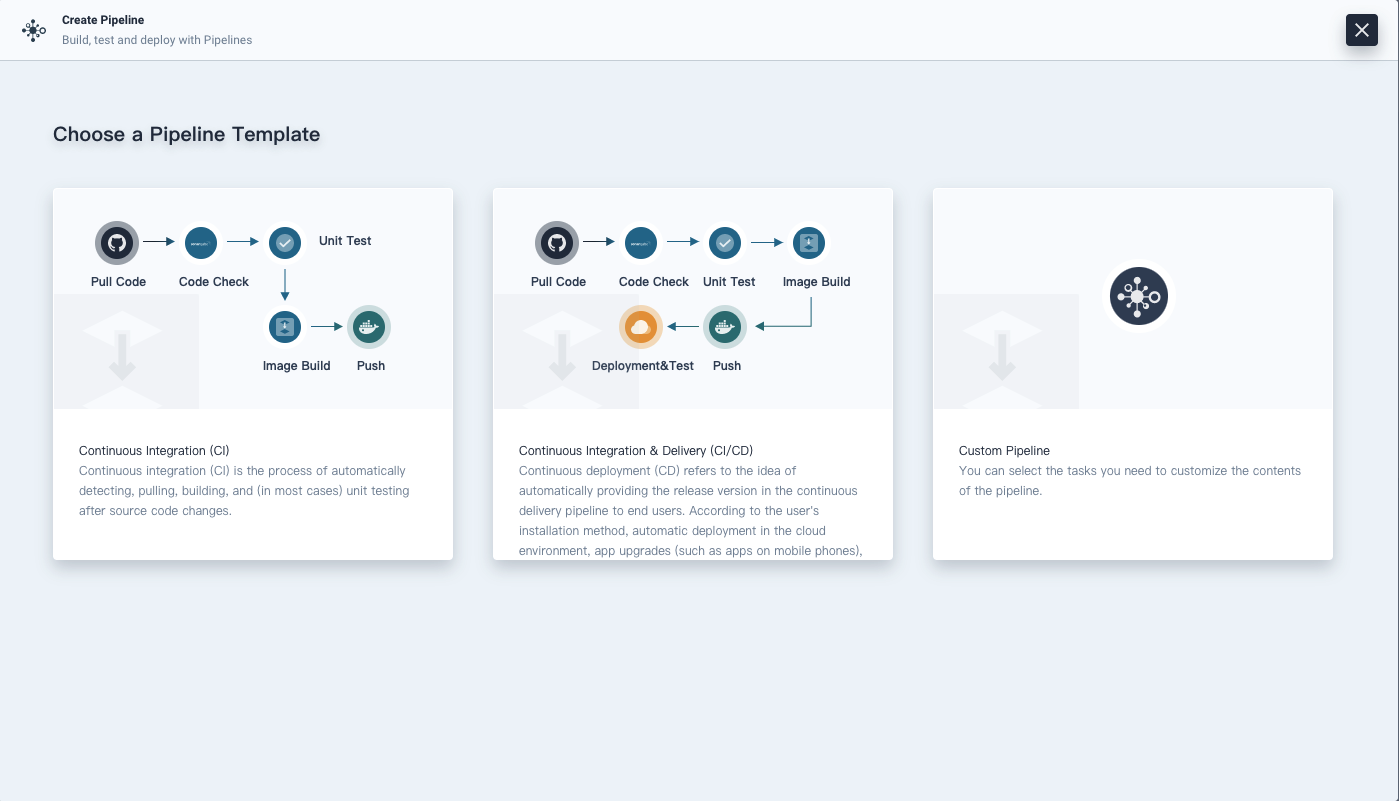 Create Pipeline
Build, test and deploy with Pipelines
Choose a Pipeline Template
Unit Test
Pull Code
Code Check
Image Build
Push
Continuous Integration (CI)
Continuous integration (CI) is the process of automatically
detecting, pulling, building, and (in most cases) unit testing
after source code changes.
Pull Code
Code Check
Unit Test
Image Build
Deployment&Test
Push
Continuous Integration & Delivery (CI/CD)
Continuous deployment (CD) refers to the idea of
automatically providing the release version in the continuous
delivery pipeline to end users. According to the user's
installation method, automatic deployment in the cloud
environment, app upgrades (such as apps on mobile phones),
Custom Pipeline
You can select the tasks you need to customize the contents
of the pipeline.